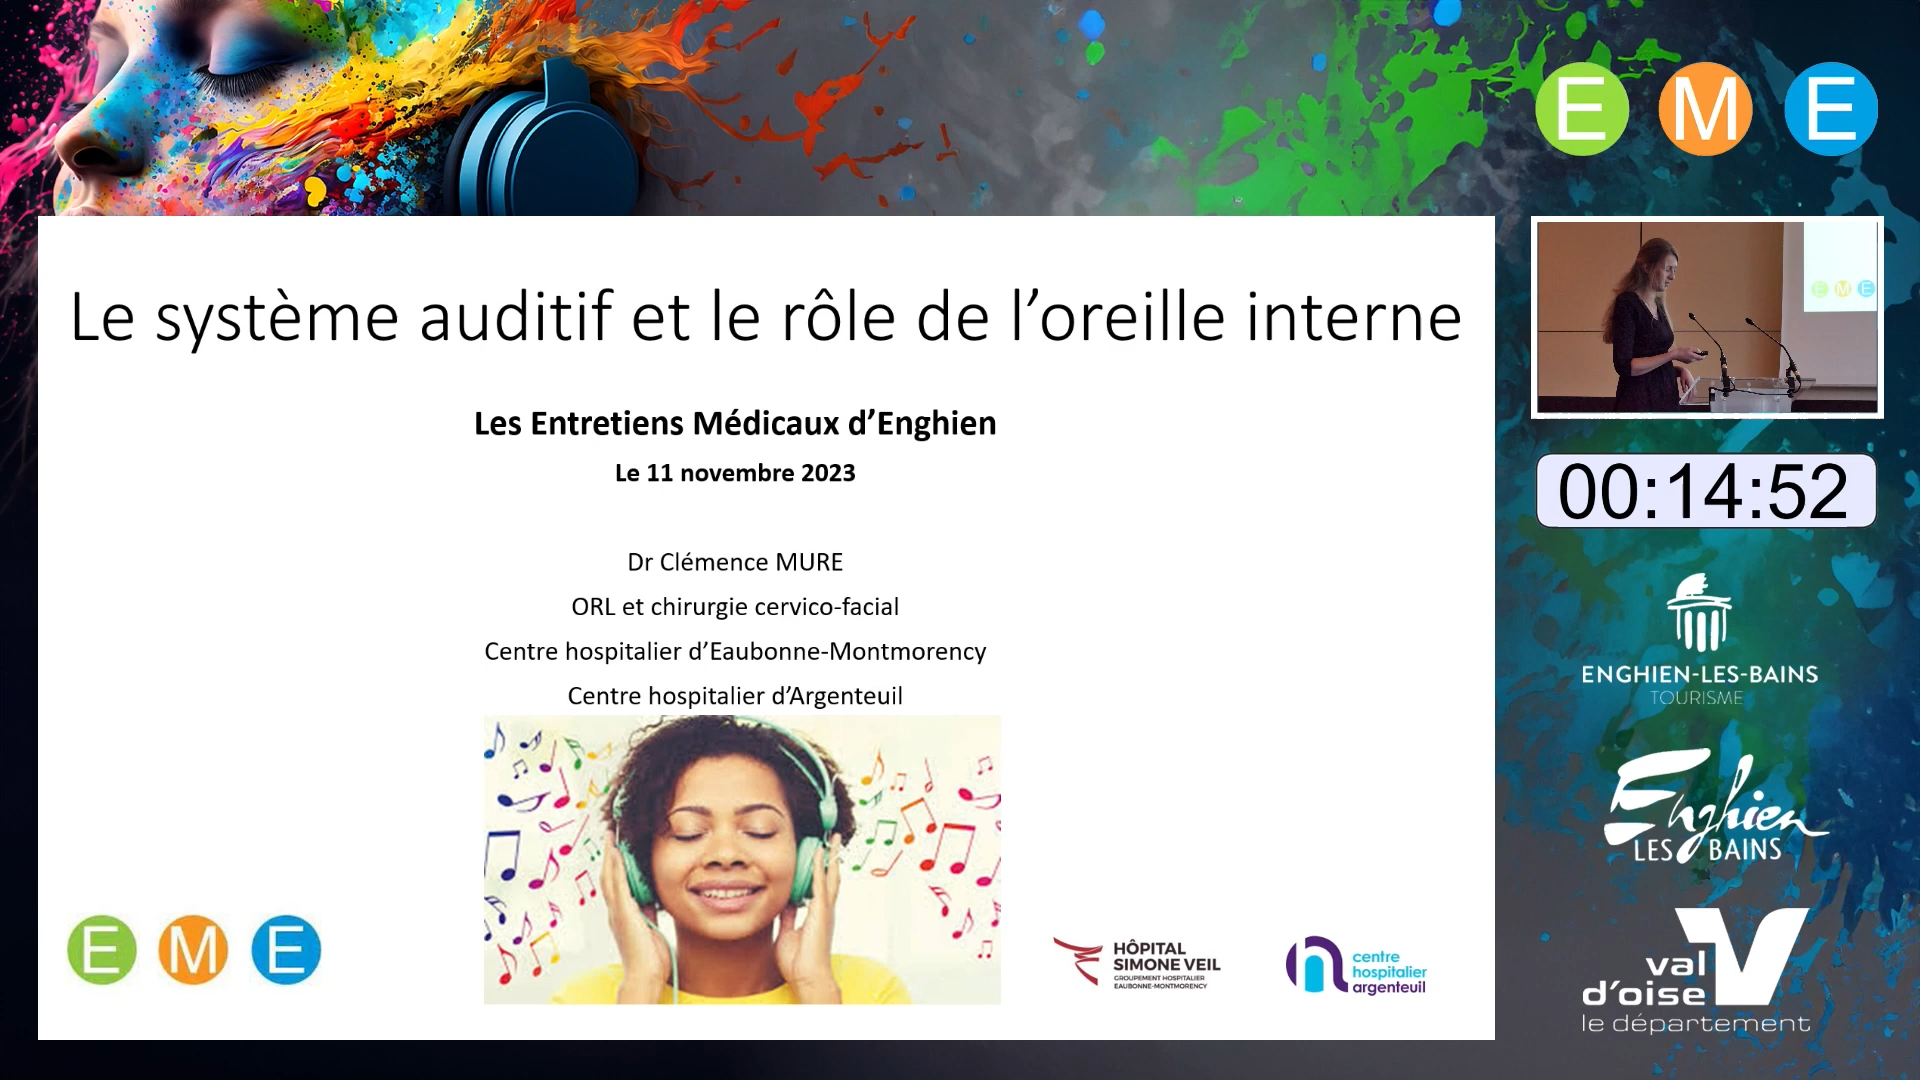 E M E
Le système auditif et le rôle de l’oreille interne
Les Entretiens Médicaux d’Enghien
Le 11 novembre 2023
Dr Clémence MURE
ORL et chirurgie cervico-facial
Centre hospitalier d’Eaubonne-Montmorency
Centre hospitalier d’Argenteuil
E M E
HÔPITAL
SIMONE VEIL
GROUPEMENT HOSPITALIER
EAUBONNE-MONTMORENCY
centre
hospitalier
argenteuil
E M E
00:14:52
ENGHIEN-LES-BAINS
TOURISME
Enghien
LES BAINS
val
d’oise
le département